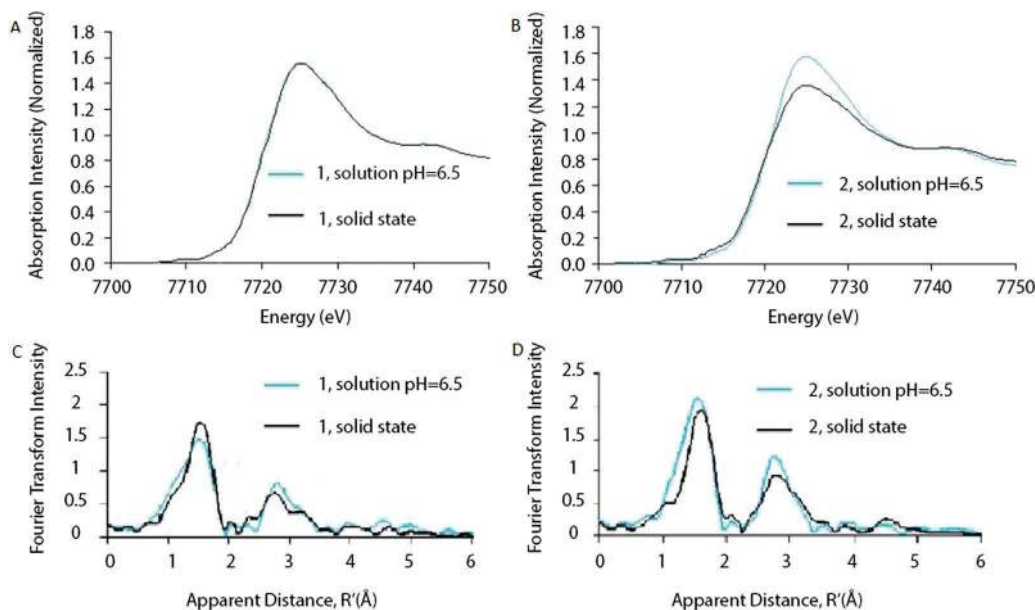 A
Absorption Intensity (Normalized)
1.8
1.6
1.4
1.2
1.0
0.8
0.6
0.4
0.2
0.0
1, solution pH=6.5
1, solid state
7700 7710 7720 7730 7740 7750
Energy (eV)
B
Absorption Intensity (Normalized)
1.8
1.6
1.4
1.2
1.0
0.8
0.6
0.4
0.2
0.0
2, solution pH=6.5
2, solid state
7700 7710 7720 7730 7740 7750
Energy (eV)
C
Fourier Transform Intensity
2.5
2
1.5
1
0.5
0
1, solution pH=6.5
1, solid state
0 1 2 3 4 5 6
Apparent Distance, R'(Å)
D
Fourier Transform Intensity
2.5
2
1.5
1
0.5
0
2, solution pH=6.5
2, solid state
0 1 2 3 4 5 6
Apparent Distance, R'(Å)